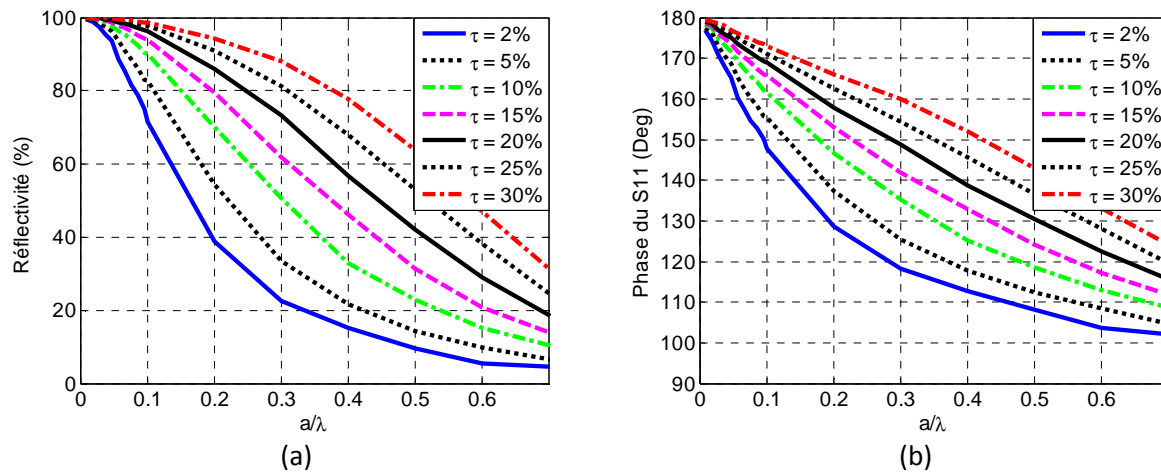 Réflectivité (%)
100
80
60
40
20
0
0
0.1
0.2
0.3
0.4
0.5
0.6
a/λ
τ = 2%
τ = 5%
τ = 10%
τ = 15%
τ = 20%
τ = 25%
τ = 30%
(a)
Phase du S11 (Deg)
180
170
160
150
140
130
120
110
100
90
0
0.1
0.2
0.3
0.4
0.5
0.6
a/λ
τ = 2%
τ = 5%
τ = 10%
τ = 15%
τ = 20%
τ = 25%
τ = 30%
(b)